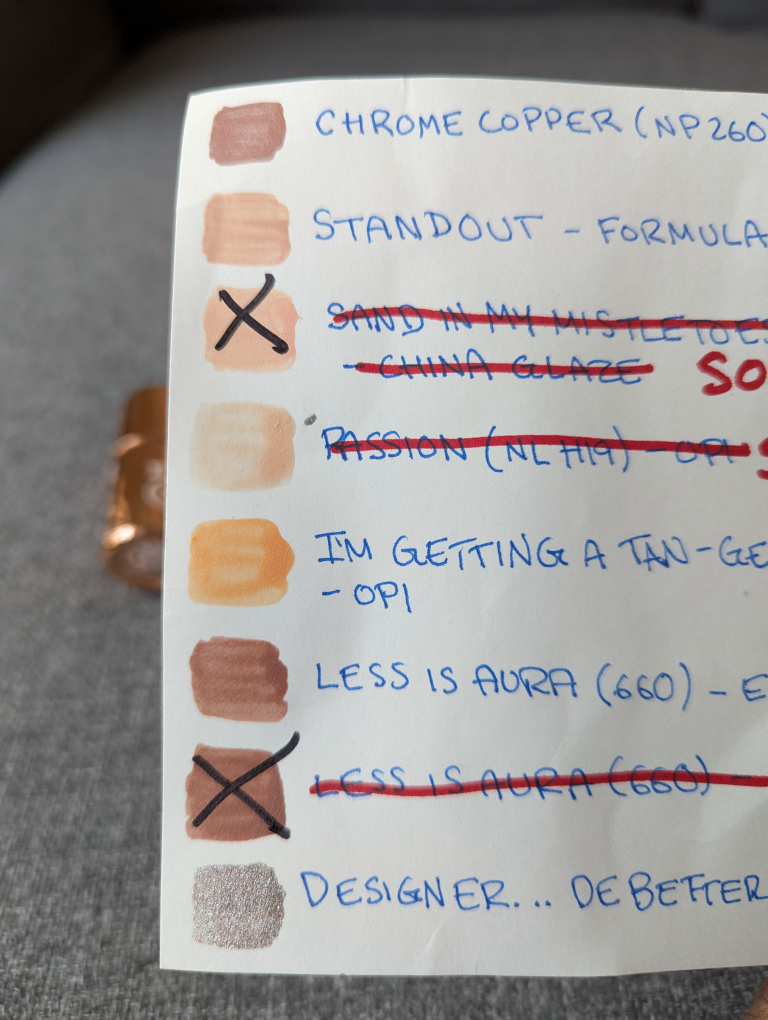 CHROME COPPER (NP260)
STANDOUT - FORMULA
SAND IN MY MISTLETOES
- CHINA GLAZE SO
PASSION (NL H19) - OPI S
I'M GETTING A TAN-GE
- OPI
LESS IS AURA (660) - E
LESS IS AURA (660) -
DESIGNER... DE BETTER